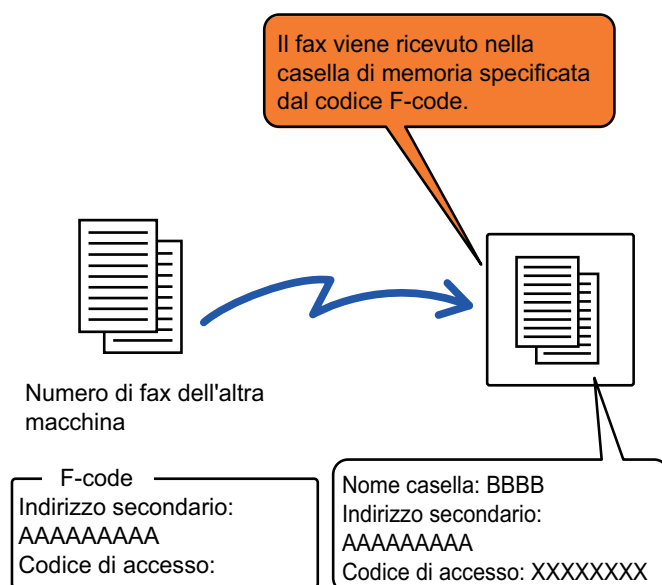 Il fax viene ricevuto nella
casella di memoria specificata
dal codice F-code.
Numero di fax dell'altra
macchina
F-code
Indirizzo secondario:
AAAAAAAAA
Codice di accesso:
Nome casella: BBBB
Indirizzo secondario:
AAAAAAAAA
Codice di accesso: XXXXXXXX